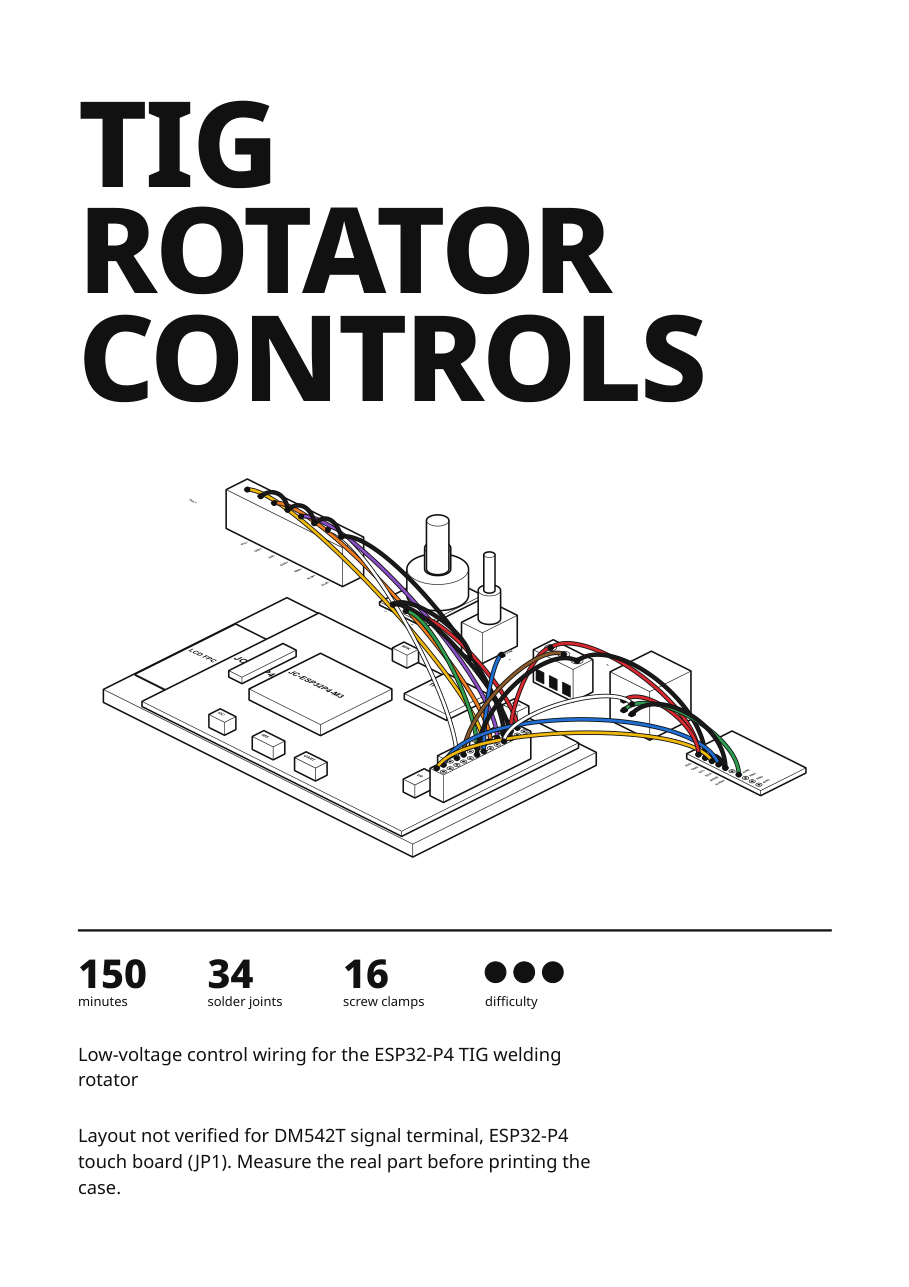 TIG
ROTATOR
CONTROLS
LCD FPC
JC-ESP32P4-M3
150
minutes
34
solder joints
16
screw clamps
difficulty
Low-voltage control wiring for the ESP32-P4 TIG welding
rotator
Layout not verified for DM542T signal terminal, ESP32-P4
touch board (JP1). Measure the real part before printing the
case.